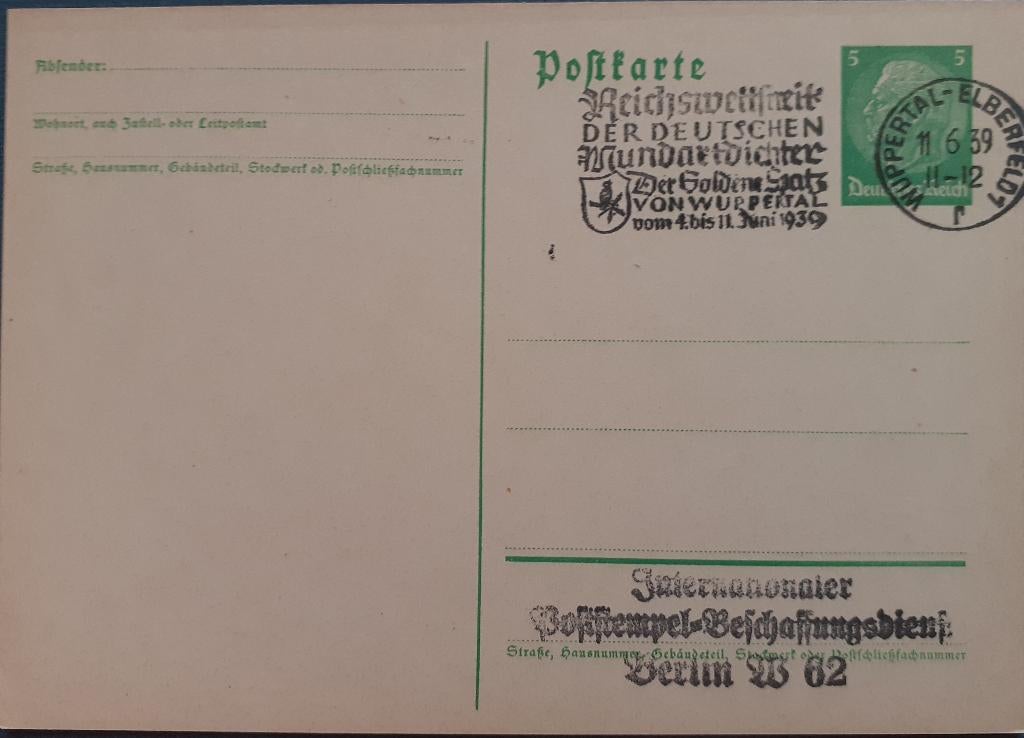 Absender:
Wohnort, auch Zustell- oder Leitpostamt
Straße, Hausnummer, Gebäudeteil, Stockwerk od. Postschließfachnummer
Postkarte
Reichswettstreit
DER DEUTSCHEN
Mundartdichter
Der Goldene Spatz
VON WUPPERTAL
vom 4. bis 11. Juni 1939
5 5
Deutsches Reich
WUPPERTAL-ELBERFELD 1
11 6 39
11-12
r
Internationaler
Poststempel-Beschaffungsdienst
Straße, Hausnummer, Gebäudeteil, Stockwerk oder Postschließfachnummer
Berlin W 62